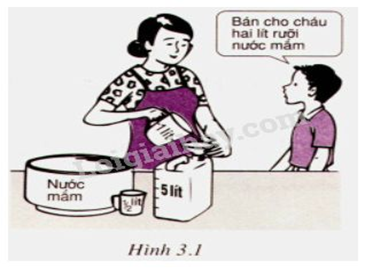 Bán cho cháu
hai lít rưỡi
nước mắm
Loigiaihay.com
Nước
mắm
½ lít
5 lít
Hình 3.1